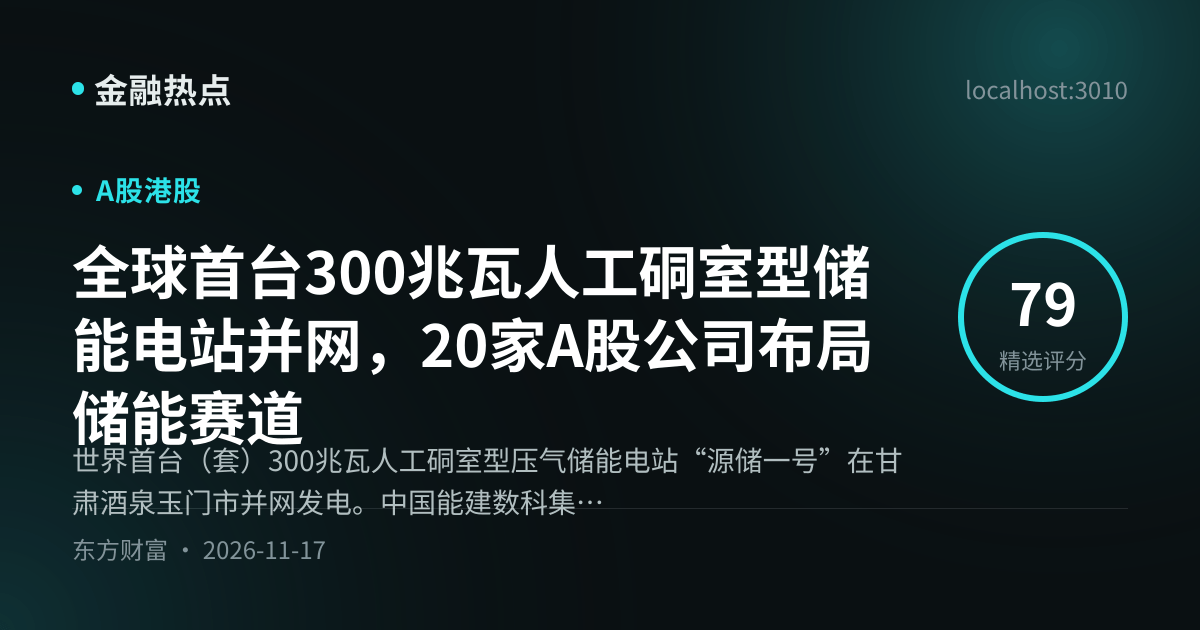 金融热点
localhost:3010
A股港股
全球首台300兆瓦人工硐室型储
能电站并网，20家A股公司布局
储能赛道
79
精选评分
世界首台（套）300兆瓦人工硐室型压气储能电站“源储一号”在甘
肃酒泉玉门市并网发电。中国能建数科集…
东方财富 • 2026-11-17